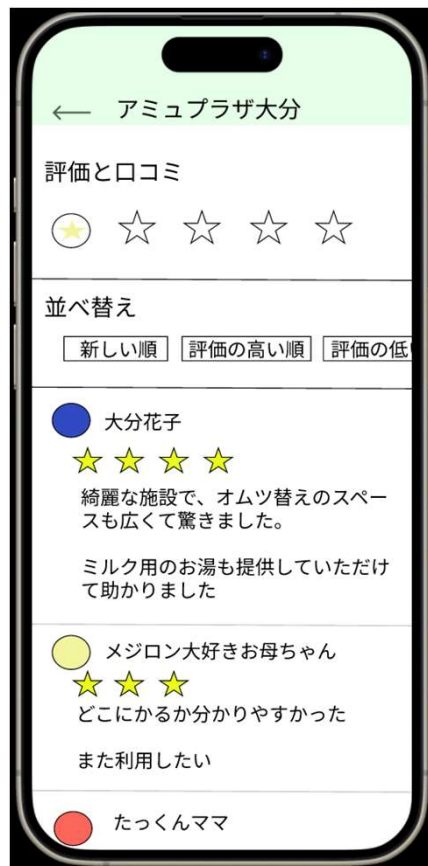 アミュプラザ大分
評価と口コミ
並べ替え
新しい順 評価の高い順 評価の低い
大分花子
綺麗な施設で、オムツ替えのスペー
スも広くて驚きました。
ミルク用のお湯も提供していただけ
て助かりました
メジロン大好きお母ちゃん
どこにかるか分かりやすかった
また利用したい
たっくんママ